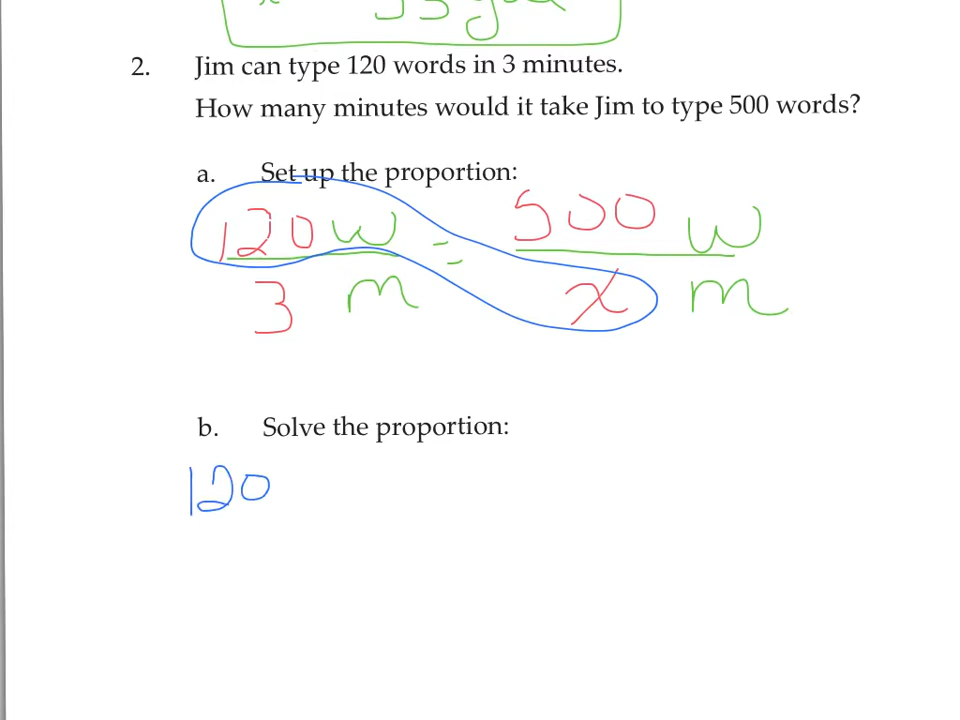 2. Jim can type 120 words in 3 minutes.
How many minutes would it take Jim to type 500 words?
a. Set up the proportion:
120 w = 500 w
3 m x m
b. Solve the proportion:
120